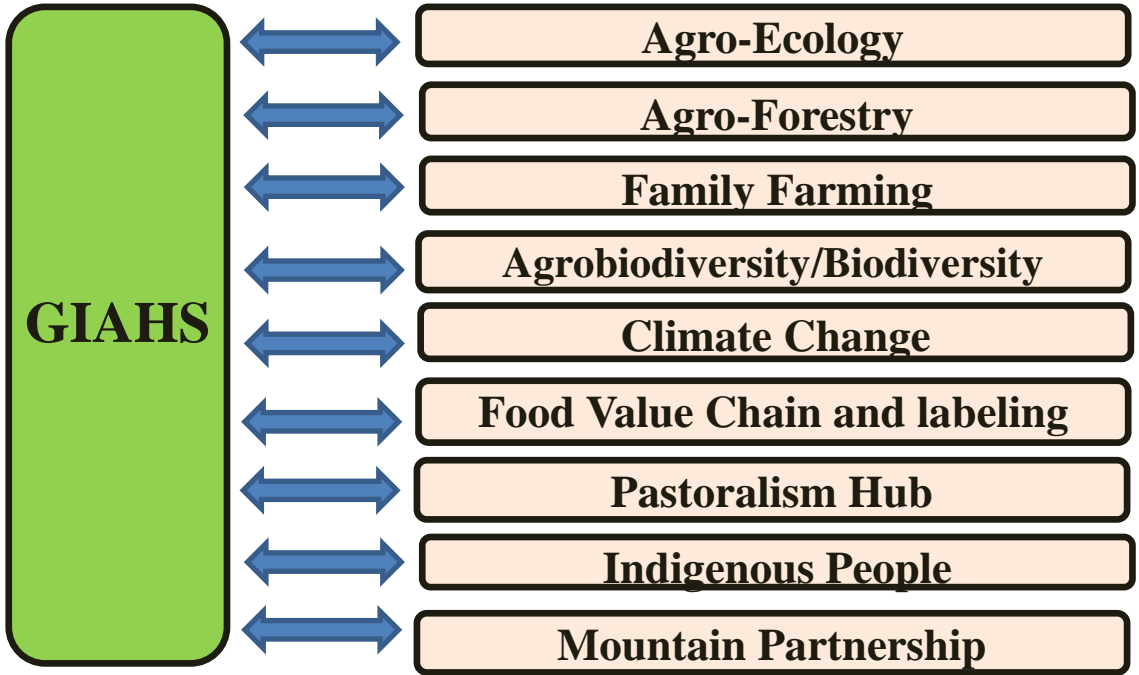 GIAHS
Agro-Ecology
Agro-Forestry
Family Farming
Agrobiodiversity/Biodiversity
Climate Change
Food Value Chain and labeling
Pastoralism Hub
Indigenous People
Mountain Partnership